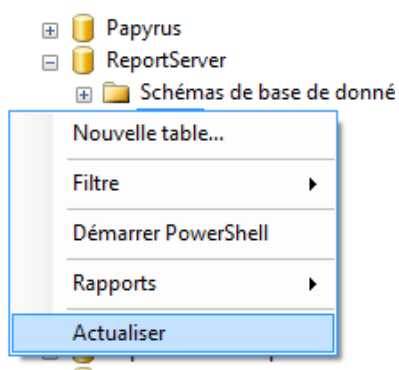 Papyrus
ReportServer
Schémas de base de donné
Nouvelle table...
Filtre
Démarrer PowerShell
Rapports
Actualiser